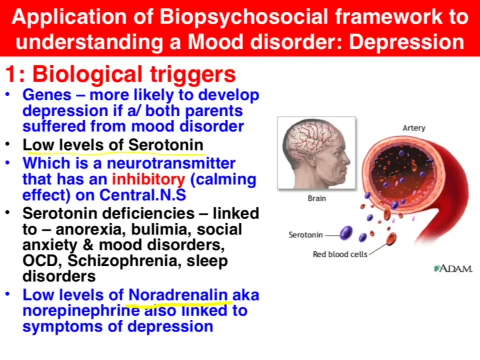 Application of Biopsychosocial framework to
understanding a Mood disorder: Depression
1: Biological triggers
• Genes – more likely to develop
depression if a/ both parents
suffered from mood disorder
• Low levels of Serotonin
• Which is a neurotransmitter
that has an inhibitory (calming
effect) on Central.N.S
• Serotonin deficiencies – linked
to – anorexia, bulimia, social
anxiety & mood disorders,
OCD, Schizophrenia, sleep
disorders
• Low levels of Noradrenalin aka
norepinephrine also linked to
symptoms of depression
Artery
Brain
Serotonin
Red blood cells
ADAM.